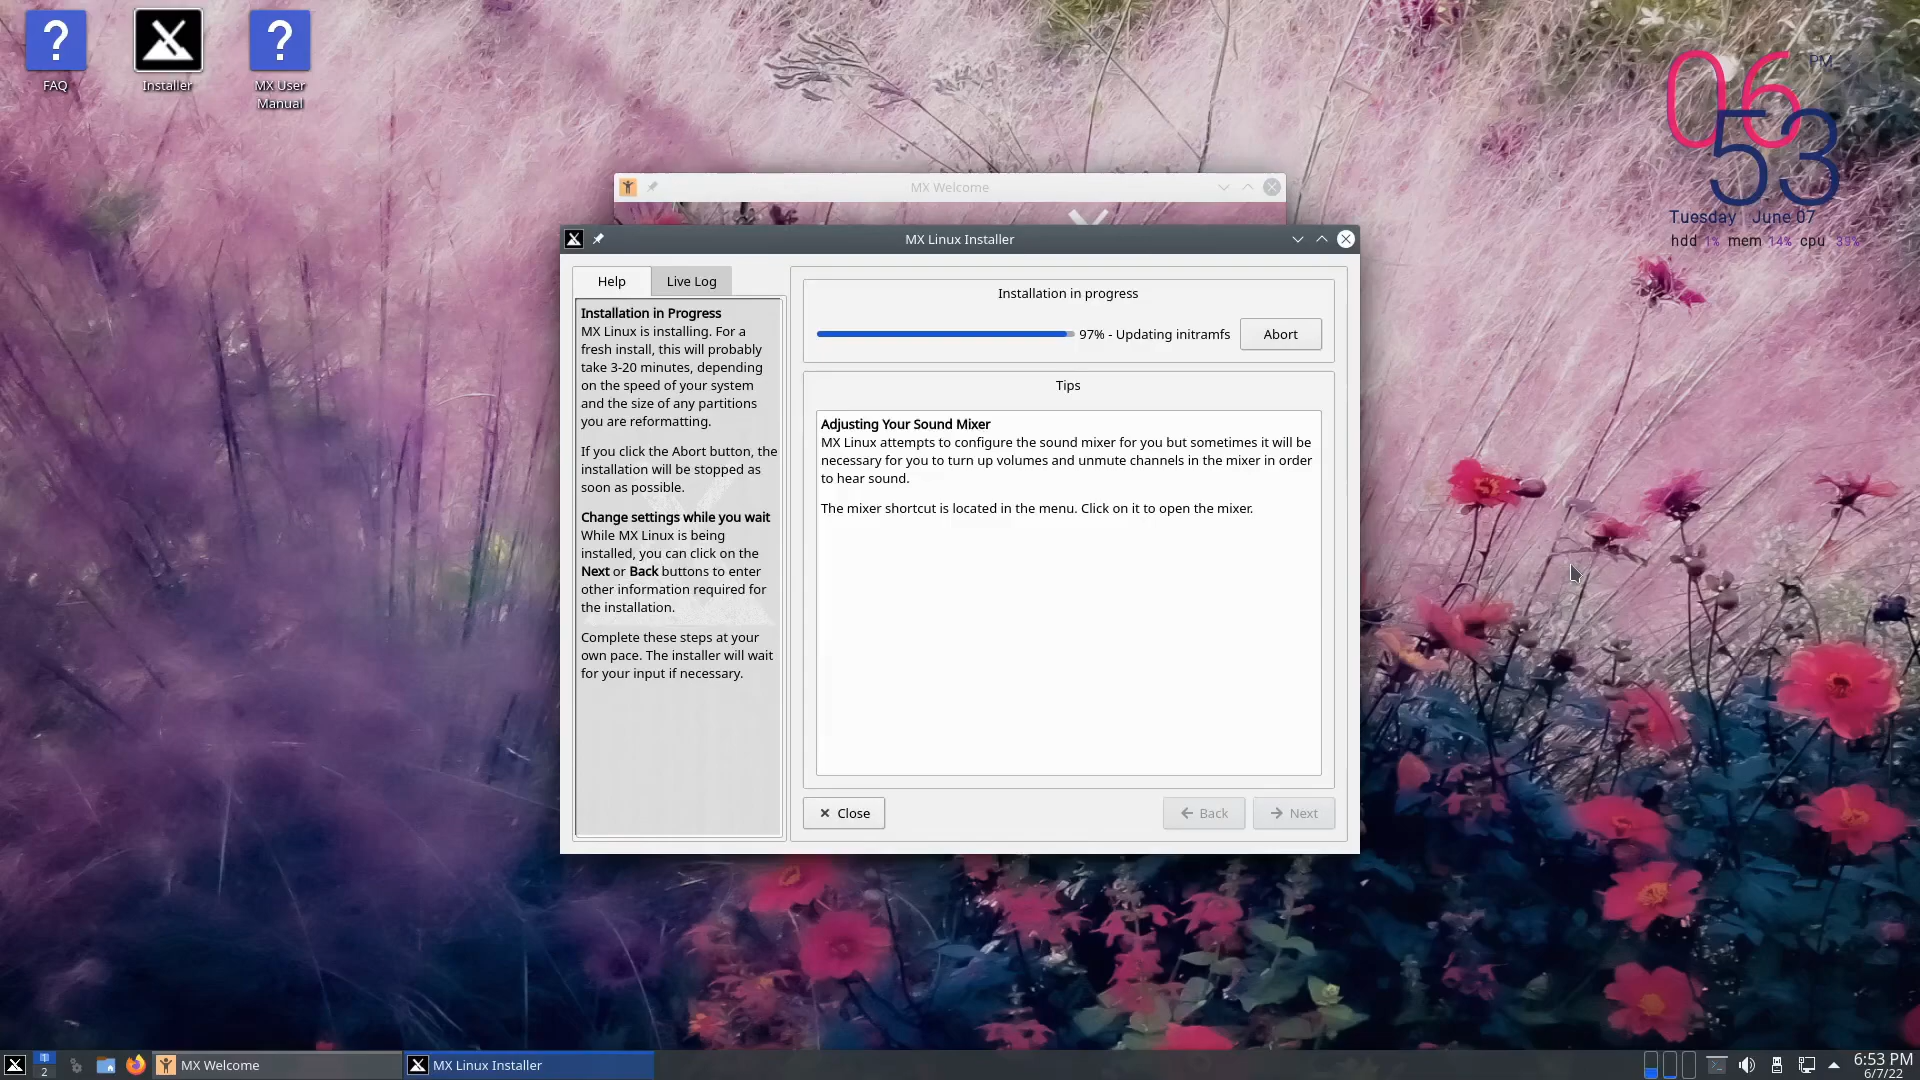 FAQ
Installer
MX User
Manual
06
PM
53
Tuesday June 07
hdd 1% mem 14% cpu 39%
MX Welcome
MX Linux Installer
Help
Live Log
Installation in Progress
MX Linux is installing. For a
fresh install, this will probably
take 3-20 minutes, depending
on the speed of your system
and the size of any partitions
you are reformatting.
If you click the Abort button, the
installation will be stopped as
soon as possible.
Change settings while you wait
While MX Linux is being
installed, you can click on the
Next or Back buttons to enter
other information required for
the installation.
Complete these steps at your
own pace. The installer will wait
for your input if necessary.
Installation in progress
97% - Updating initramfs
Abort
Tips
Adjusting Your Sound Mixer
MX Linux attempts to configure the sound mixer for you but sometimes it will be
necessary for you to turn up volumes and unmute channels in the mixer in order
to hear sound.
The mixer shortcut is located in the menu. Click on it to open the mixer.
Close
Back
Next
1
2
MX Welcome
MX Linux Installer
6:53 PM
6/7/22